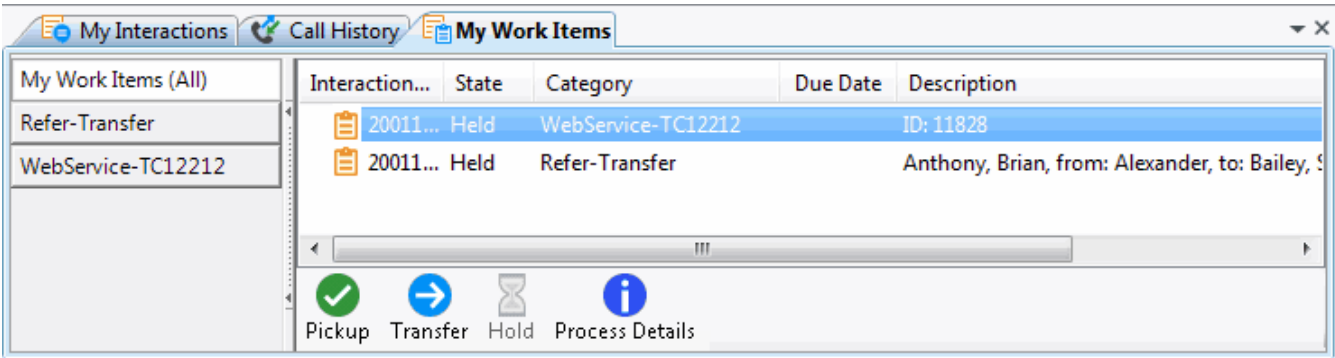 My Interactions Call History My Work Items
My Work Items (All)
Refer-Transfer
WebService-TC12212
Interaction... State Category Due Date Description
20011... Held WebService-TC12212 ID: 11828
20011... Held Refer-Transfer Anthony, Brian, from: Alexander, to: Bailey,
Pickup Transfer Hold Process Details